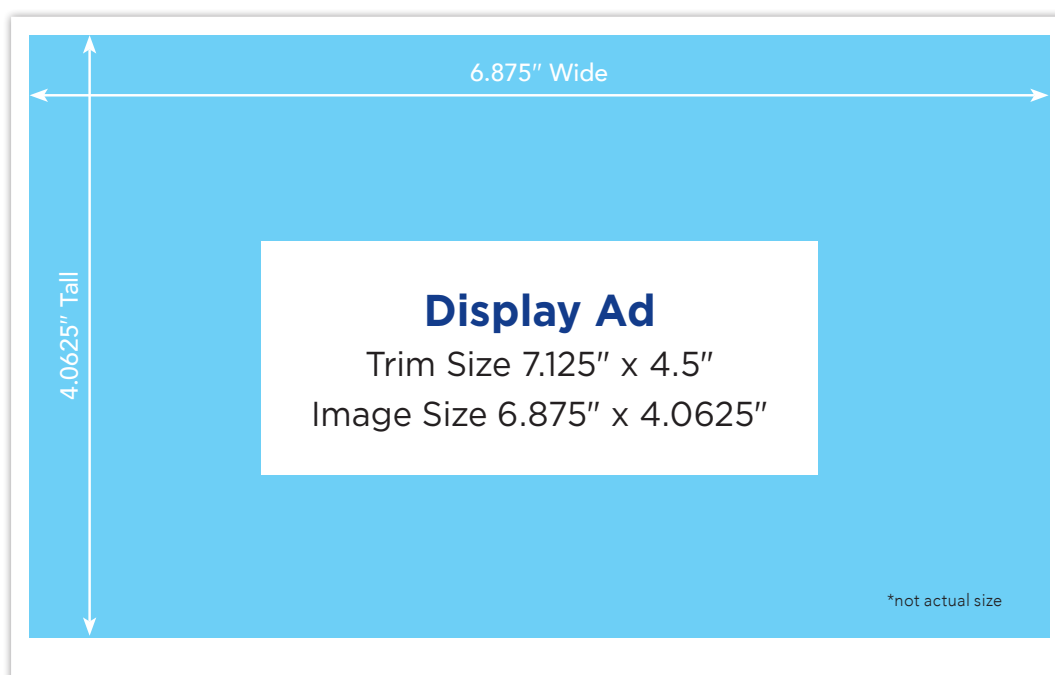 6.875" Wide
4.0625" Tall
Display Ad
Trim Size 7.125" x 4.5"
Image Size 6.875" x 4.0625"
*not actual size